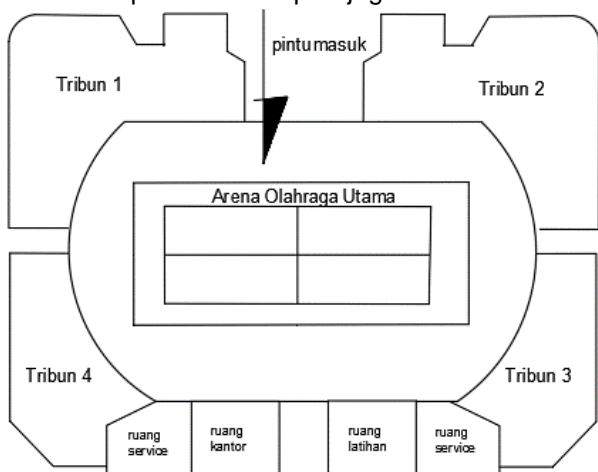 pintu masuk
Tribun 1
Tribun 2
Arena Olahraga Utama
Tribun 4
Tribun 3
ruang
service
ruang
kantor
ruang
latihan
ruang
service